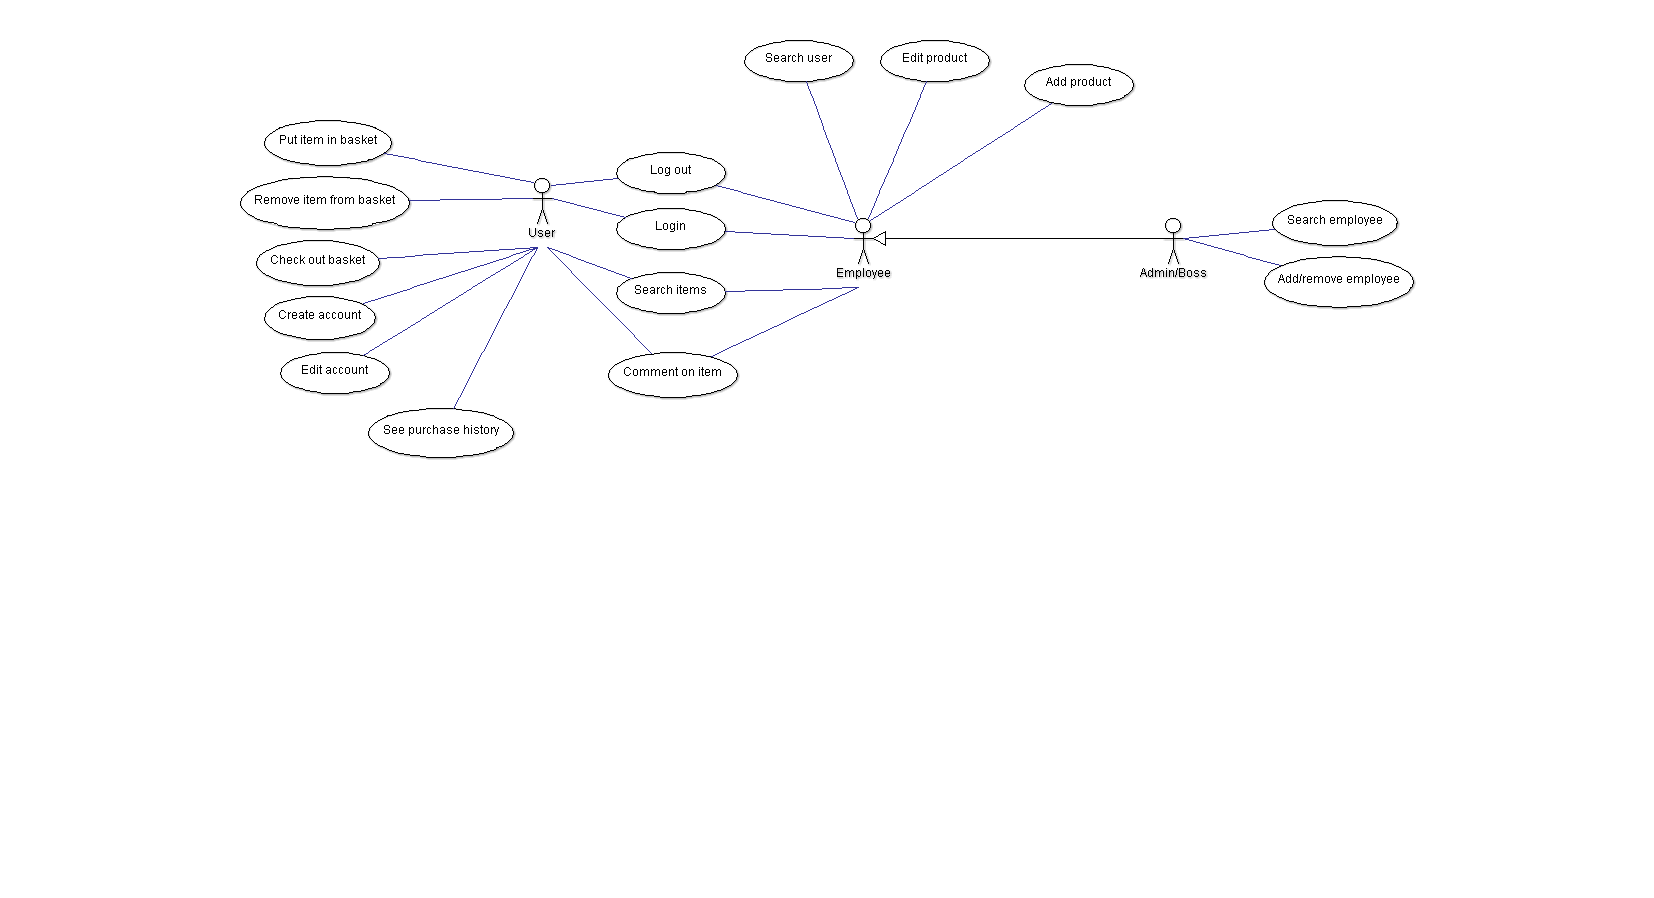 Search user
Edit product
Add product
Put item in basket
Log out
Remove item from basket
Login
User
Search employee
Check out basket
Employee
Admin/Boss
Add/remove employee
Search items
Create account
Edit account
Comment on item
See purchase history